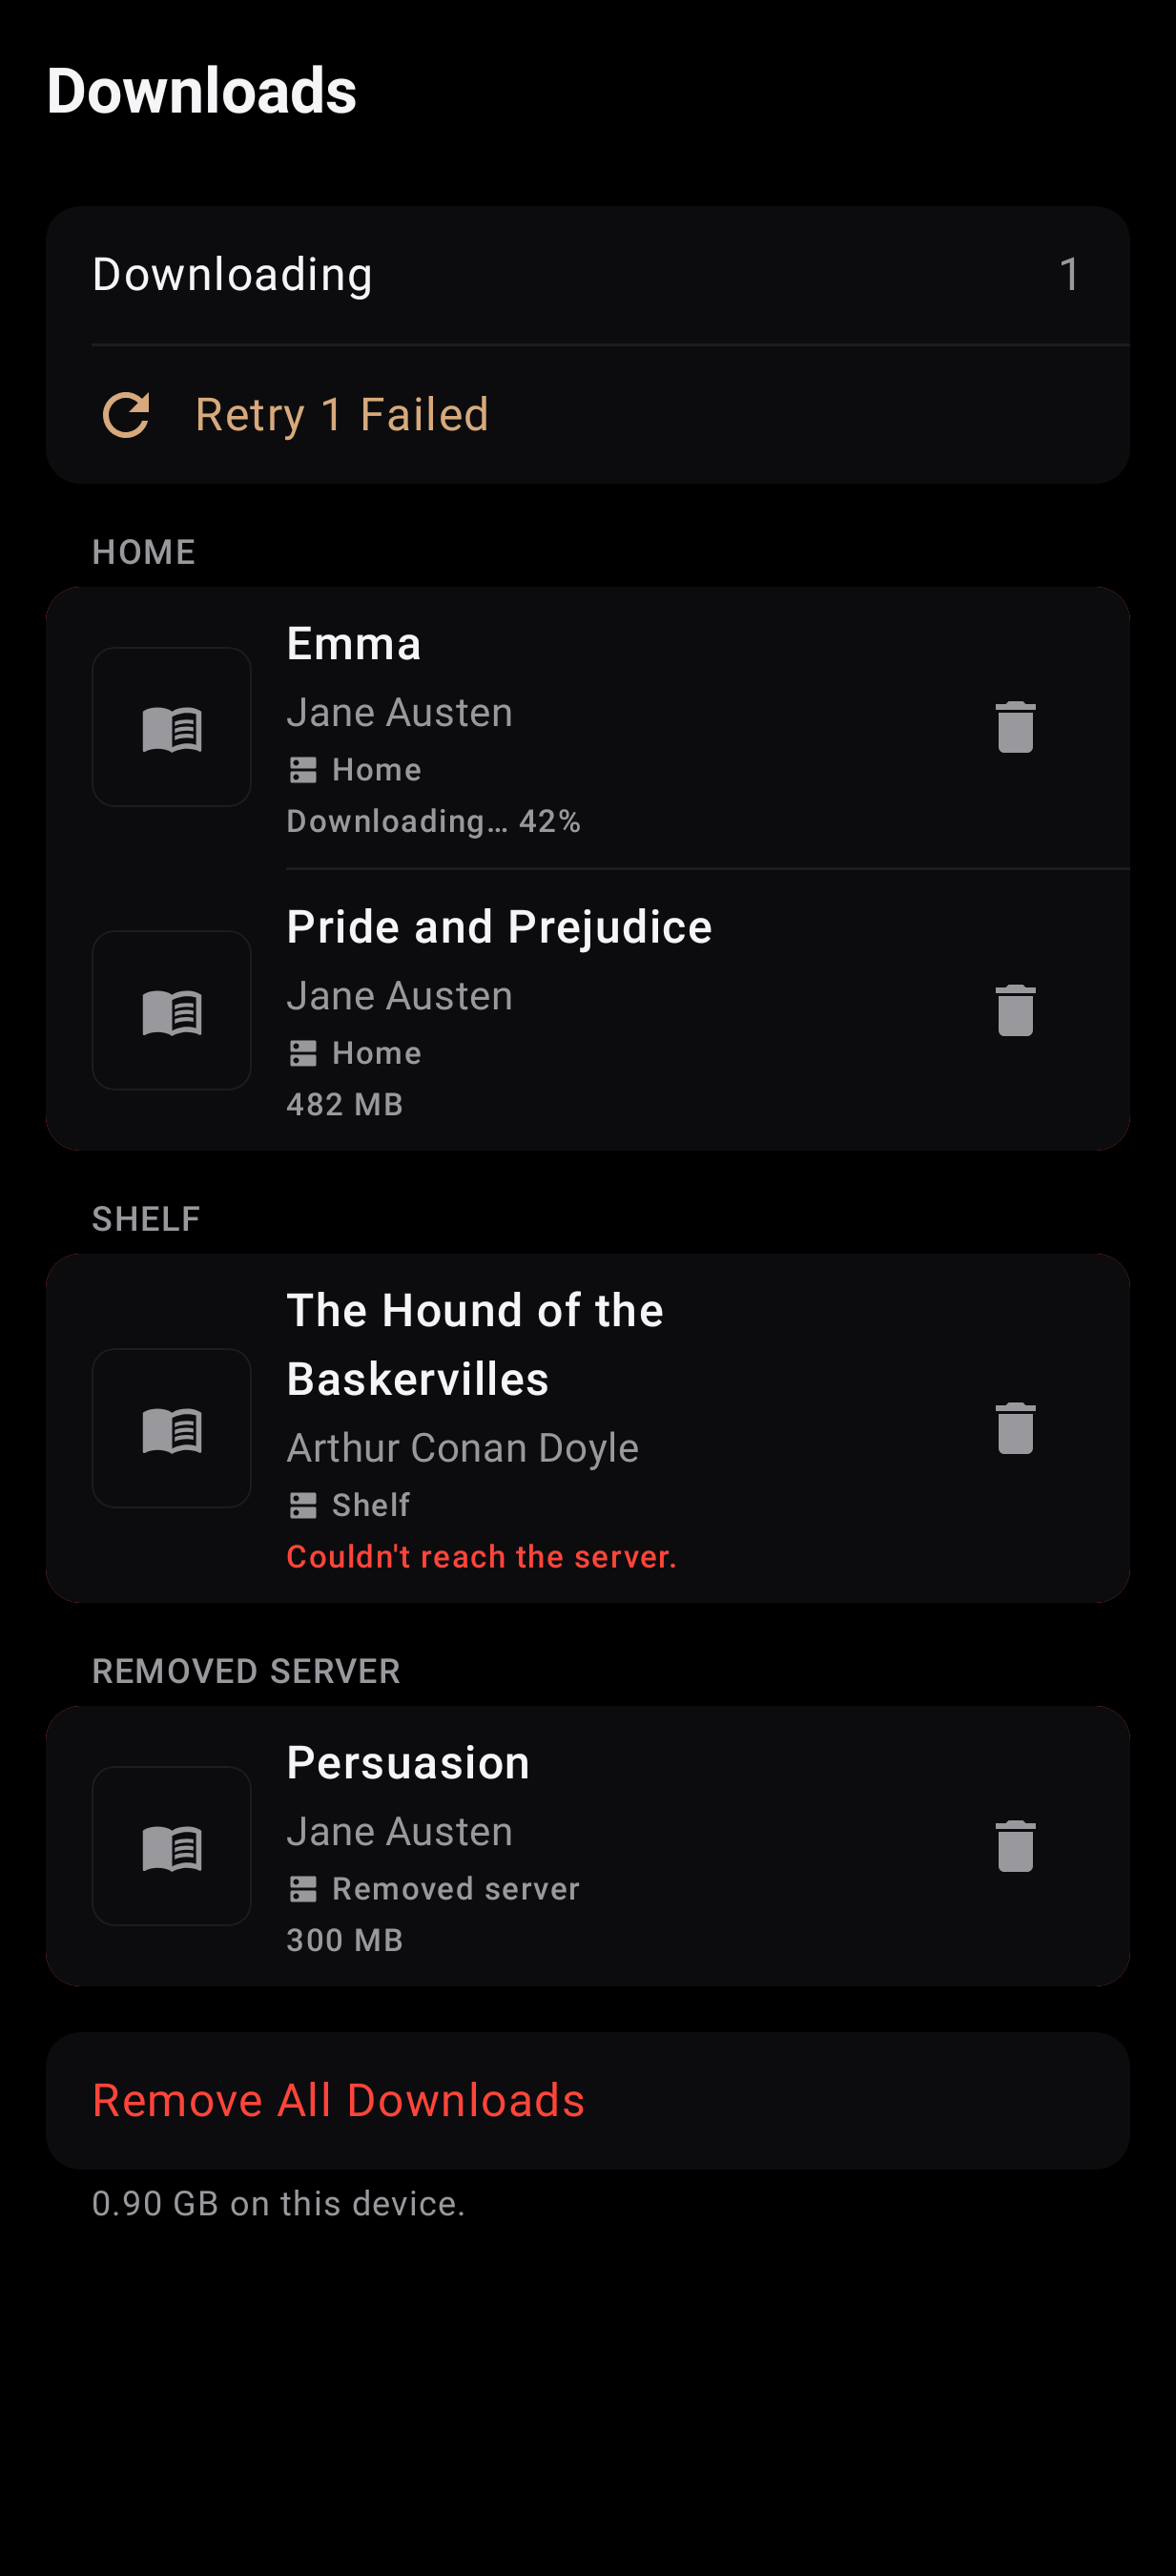 Downloads
Downloading 1
Retry 1 Failed
HOME
Emma
Jane Austen
Home
Downloading… 42%
Pride and Prejudice
Jane Austen
Home
482 MB
SHELF
The Hound of the
Baskervilles
Arthur Conan Doyle
Shelf
Couldn't reach the server.
REMOVED SERVER
Persuasion
Jane Austen
Removed server
300 MB
Remove All Downloads
0.90 GB on this device.